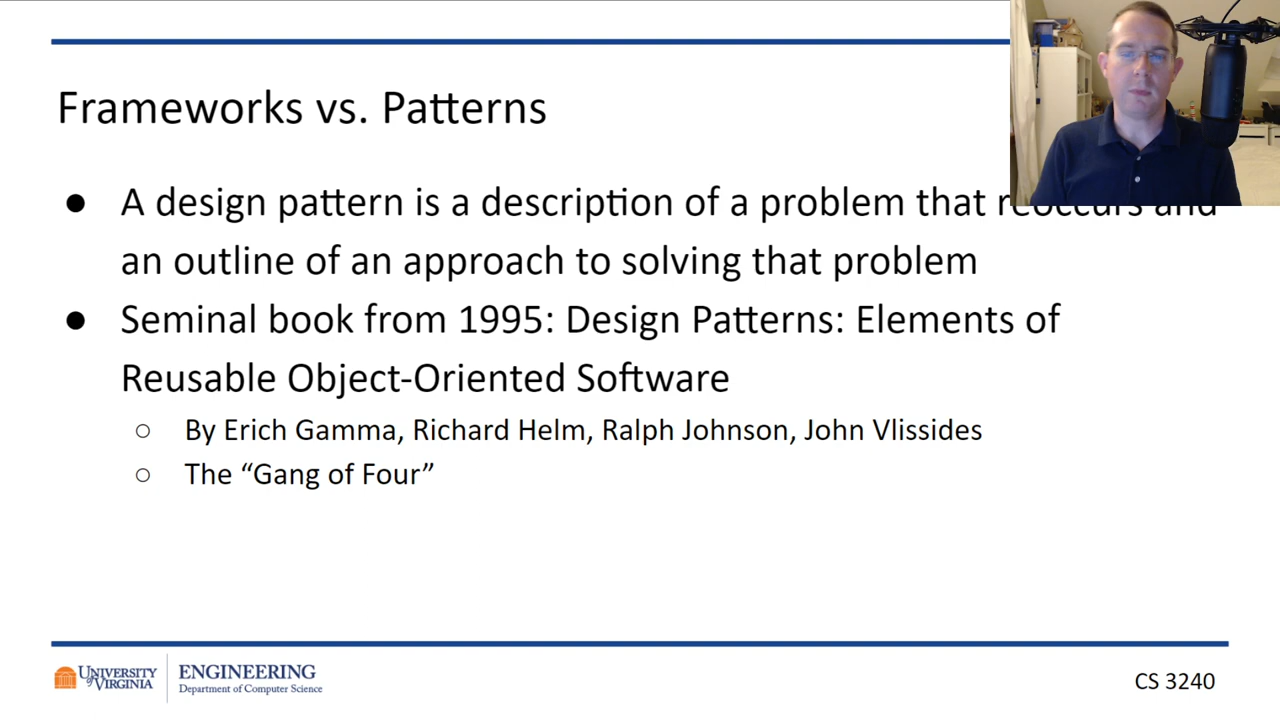 Frameworks vs. Patterns
● A design pattern is a description of a problem that reoccurs and
an outline of an approach to solving that problem
● Seminal book from 1995: Design Patterns: Elements of
Reusable Object-Oriented Software
○ By Erich Gamma, Richard Helm, Ralph Johnson, John Vlissides
○ The “Gang of Four”
UNIVERSITY of VIRGINIA
ENGINEERING
Department of Computer Science
CS 3240